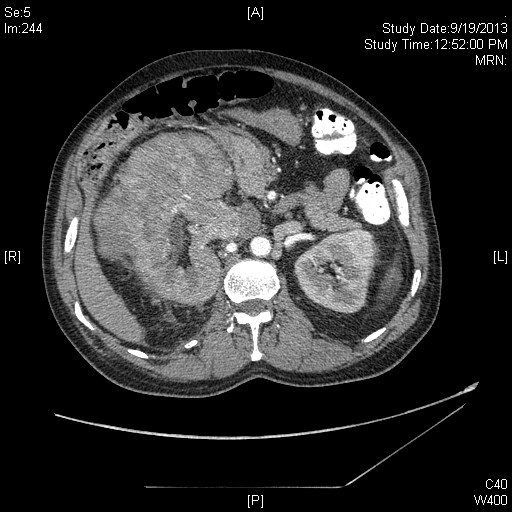 Se:5
Im:244
[A]
Study Date:9/19/2013
Study Time:12:52:00 PM
MRN:
[R]
[L]
[P]
C40
W400